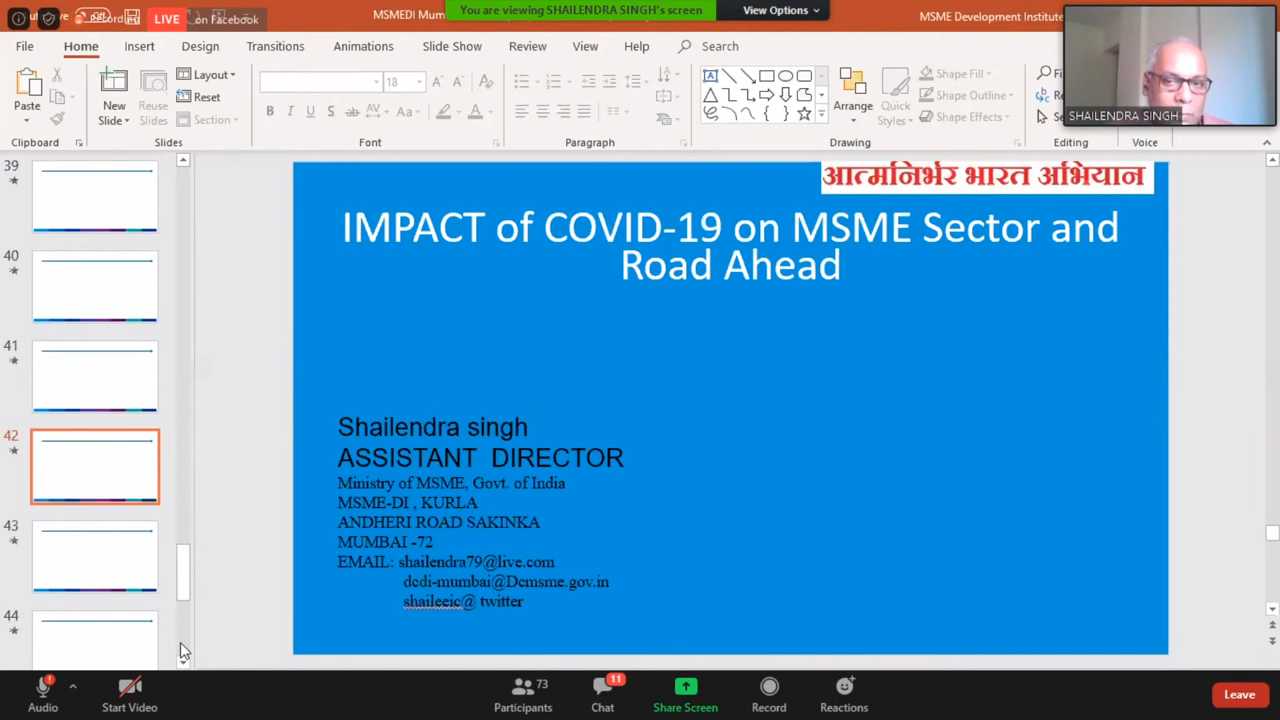 LIVE
on Facebook
MSMEDI Mum
You are viewing SHAILENDRA SINGH's screen
View Options
MSME Development Institute
File
Home
Insert
Design
Transitions
Animations
Slide Show
Review
View
Help
Search
Paste
New
Slide
Reuse
Slides
Layout
Reset
Section
18
Arrange
Quick
Styles
Shape Fill
Shape Outline
Shape Effects
SHAILENDRA SINGH
Clipboard
Slides
Font
Paragraph
Drawing
Editing
Voice
39
40
41
42
43
44
आत्मनिर्भर भारत अभियान
IMPACT of COVID-19 on MSME Sector and
Road Ahead
Shailendra singh
ASSISTANT DIRECTOR
Ministry of MSME, Govt. of India
MSME-DI , KURLA
ANDHERI ROAD SAKINKA
MUMBAI -72
EMAIL: shailendra79@live.com
dcdi-mumbai@Dcmsme.gov.in
shaileeic@ twitter
Audio
Start Video
Participants
73
Chat
11
Share Screen
Record
Reactions
Leave